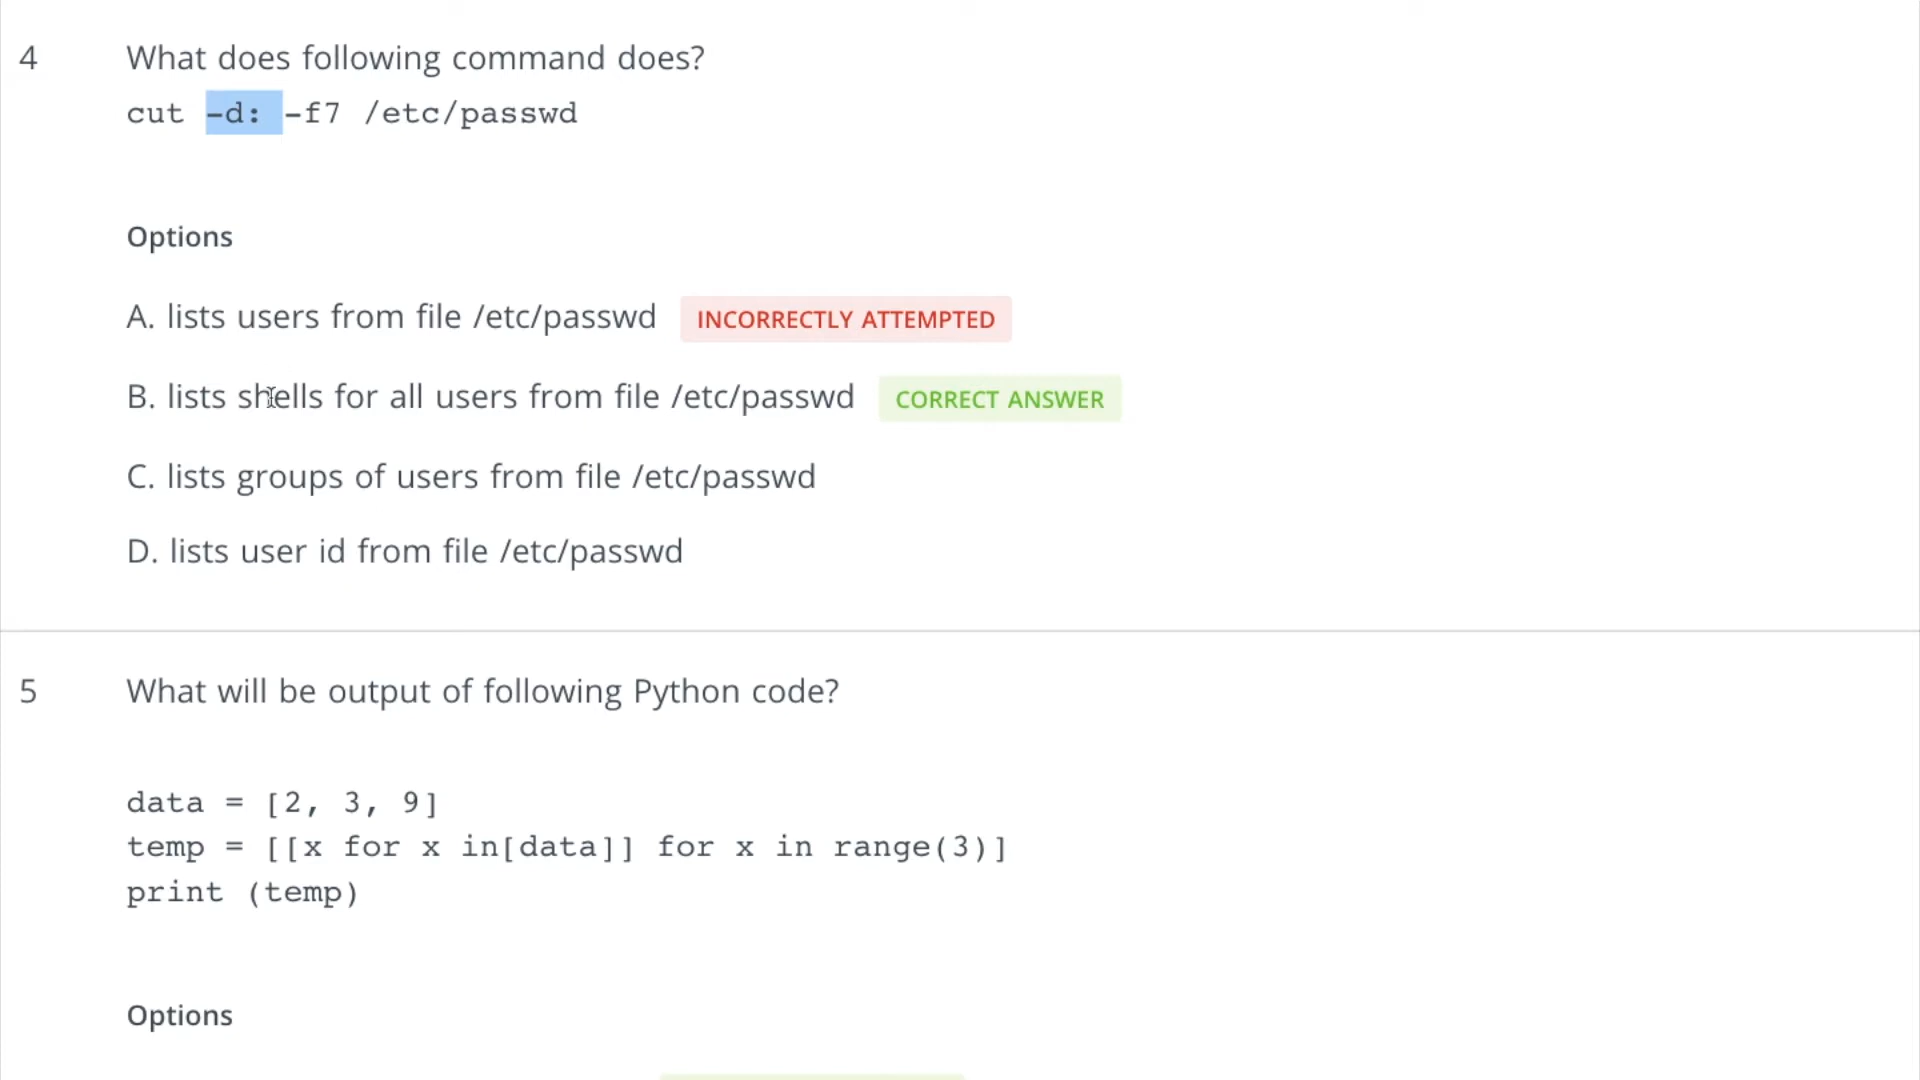 4
What does following command does?
cut -d: -f7 /etc/passwd
Options
A. lists users from file /etc/passwd INCORRECTLY ATTEMPTED
B. lists shells for all users from file /etc/passwd CORRECT ANSWER
C. lists groups of users from file /etc/passwd
D. lists user id from file /etc/passwd
5
What will be output of following Python code?
data = [2, 3, 9]
temp = [[x for x in[data]] for x in range(3)]
print (temp)
Options